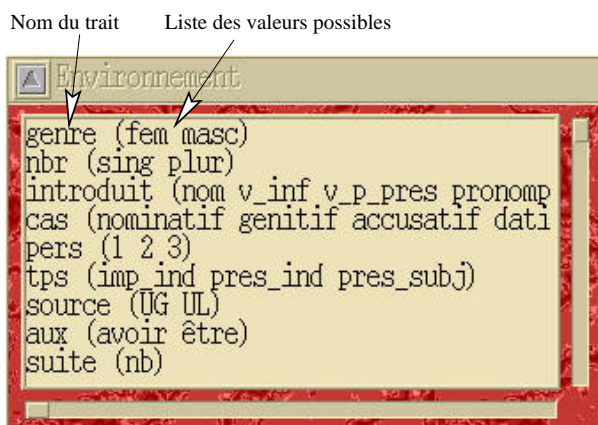 Nom du trait Liste des valeurs possibles
Environnement
genre (fem masc)
nbr (sing plur)
introduit (nom v_inf v_p_pres pronomp
cas (nominatif genitif accusatif dati
pers (1 2 3)
tps (imp_ind pres_ind pres_subj)
source (UG UL)
aux (avoir être)
suite (nb)